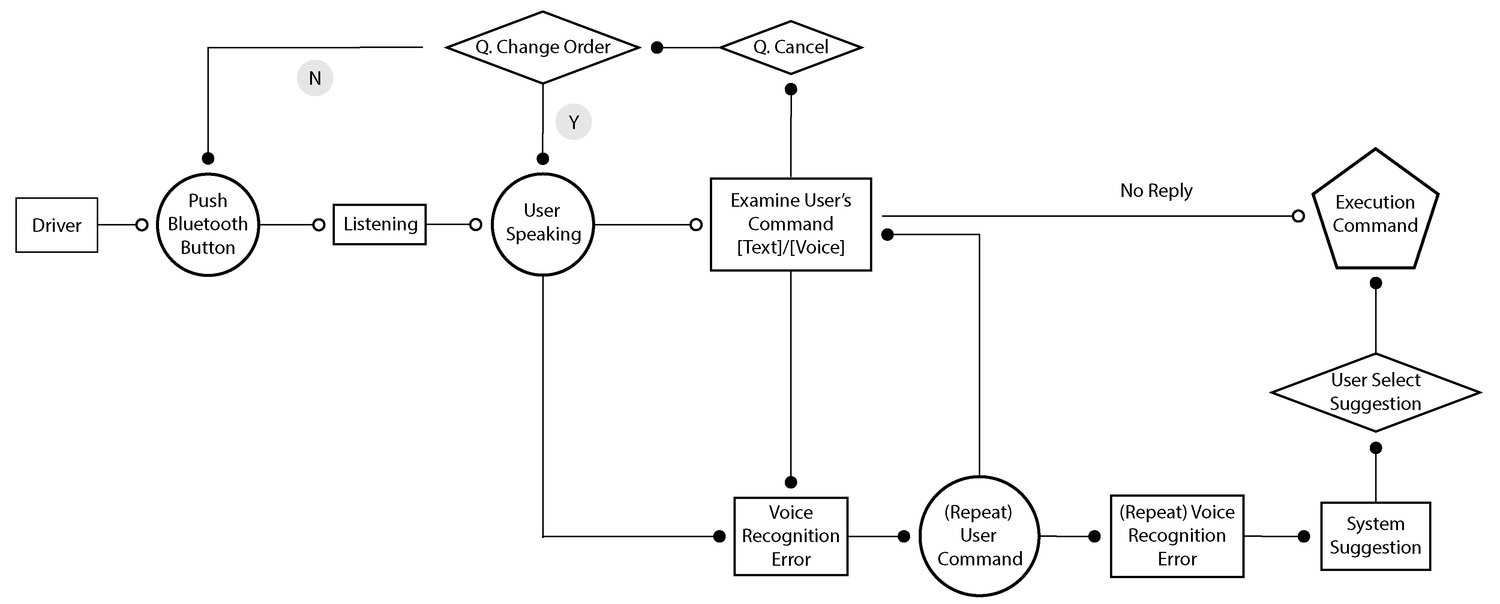 Q. Change Order
Q. Cancel
N
Y
Driver
Push
Bluetooth
Button
Listening
User
Speaking
Examine User's
Command
[Text]/[Voice]
No Reply
Execution
Command
User Select
Suggestion
Voice
Recognition
Error
(Repeat)
User
Command
(Repeat) Voice
Recognition
Error
System
Suggestion